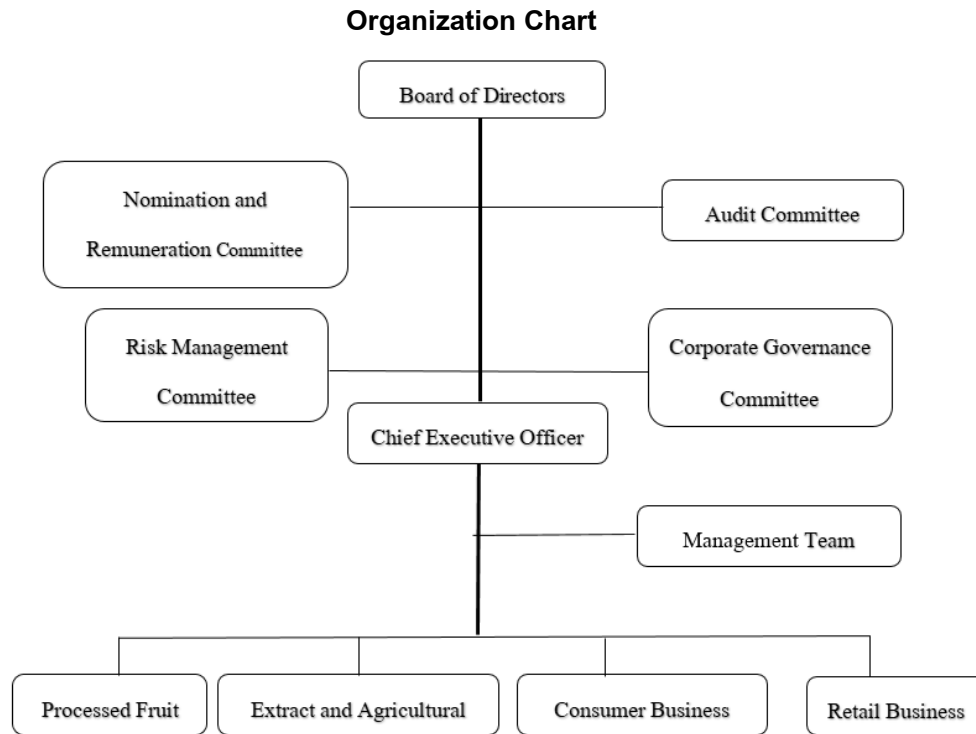 Organization Chart
Board of Directors
Nomination and
Remuneration Committee
Audit Committee
Risk Management
Committee
Corporate Governance
Committee
Chief Executive Officer
Management Team
Processed Fruit
Extract and Agricultural
Consumer Business
Retail Business